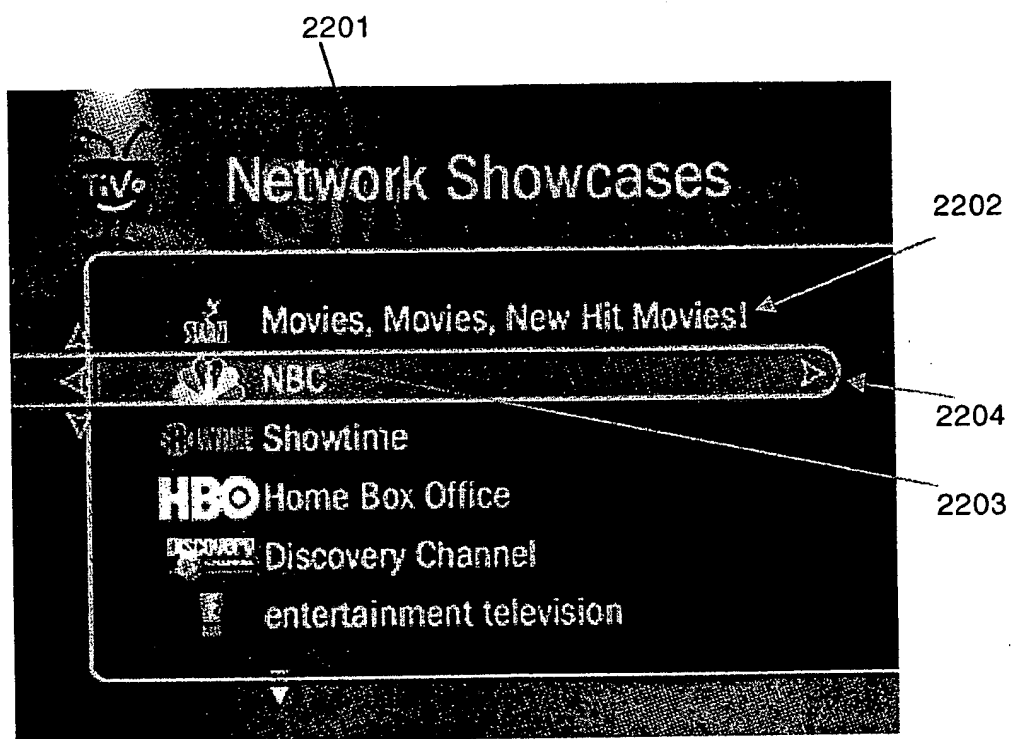 2201
TiVo
Network Showcases
2202
Movies, Movies, New Hit Movies!
NBC
2204
Showtime
2203
HBO Home Box Office
DISCOVERY Discovery Channel
entertainment television